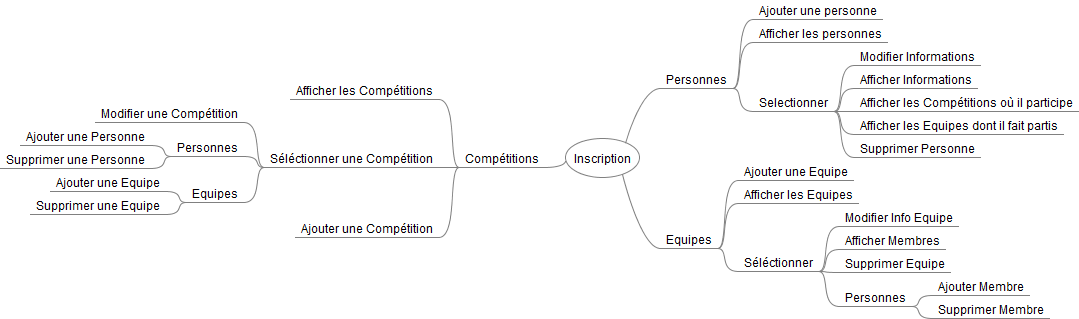 Inscription
Personnes
Ajouter une personne
Afficher les personnes
Selectionner
Modifier Informations
Afficher Informations
Afficher les Compétitions où il participe
Afficher les Equipes dont il fait partis
Supprimer Personne
Equipes
Ajouter une Equipe
Afficher les Equipes
Séléctionner
Modifier Info Equipe
Afficher Membres
Supprimer Equipe
Personnes
Ajouter Membre
Supprimer Membre
Compétitions
Afficher les Compétitions
Séléctionner une Compétition
Modifier une Compétition
Personnes
Ajouter une Personne
Supprimer une Personne
Equipes
Ajouter une Equipe
Supprimer une Equipe
Ajouter une Compétition